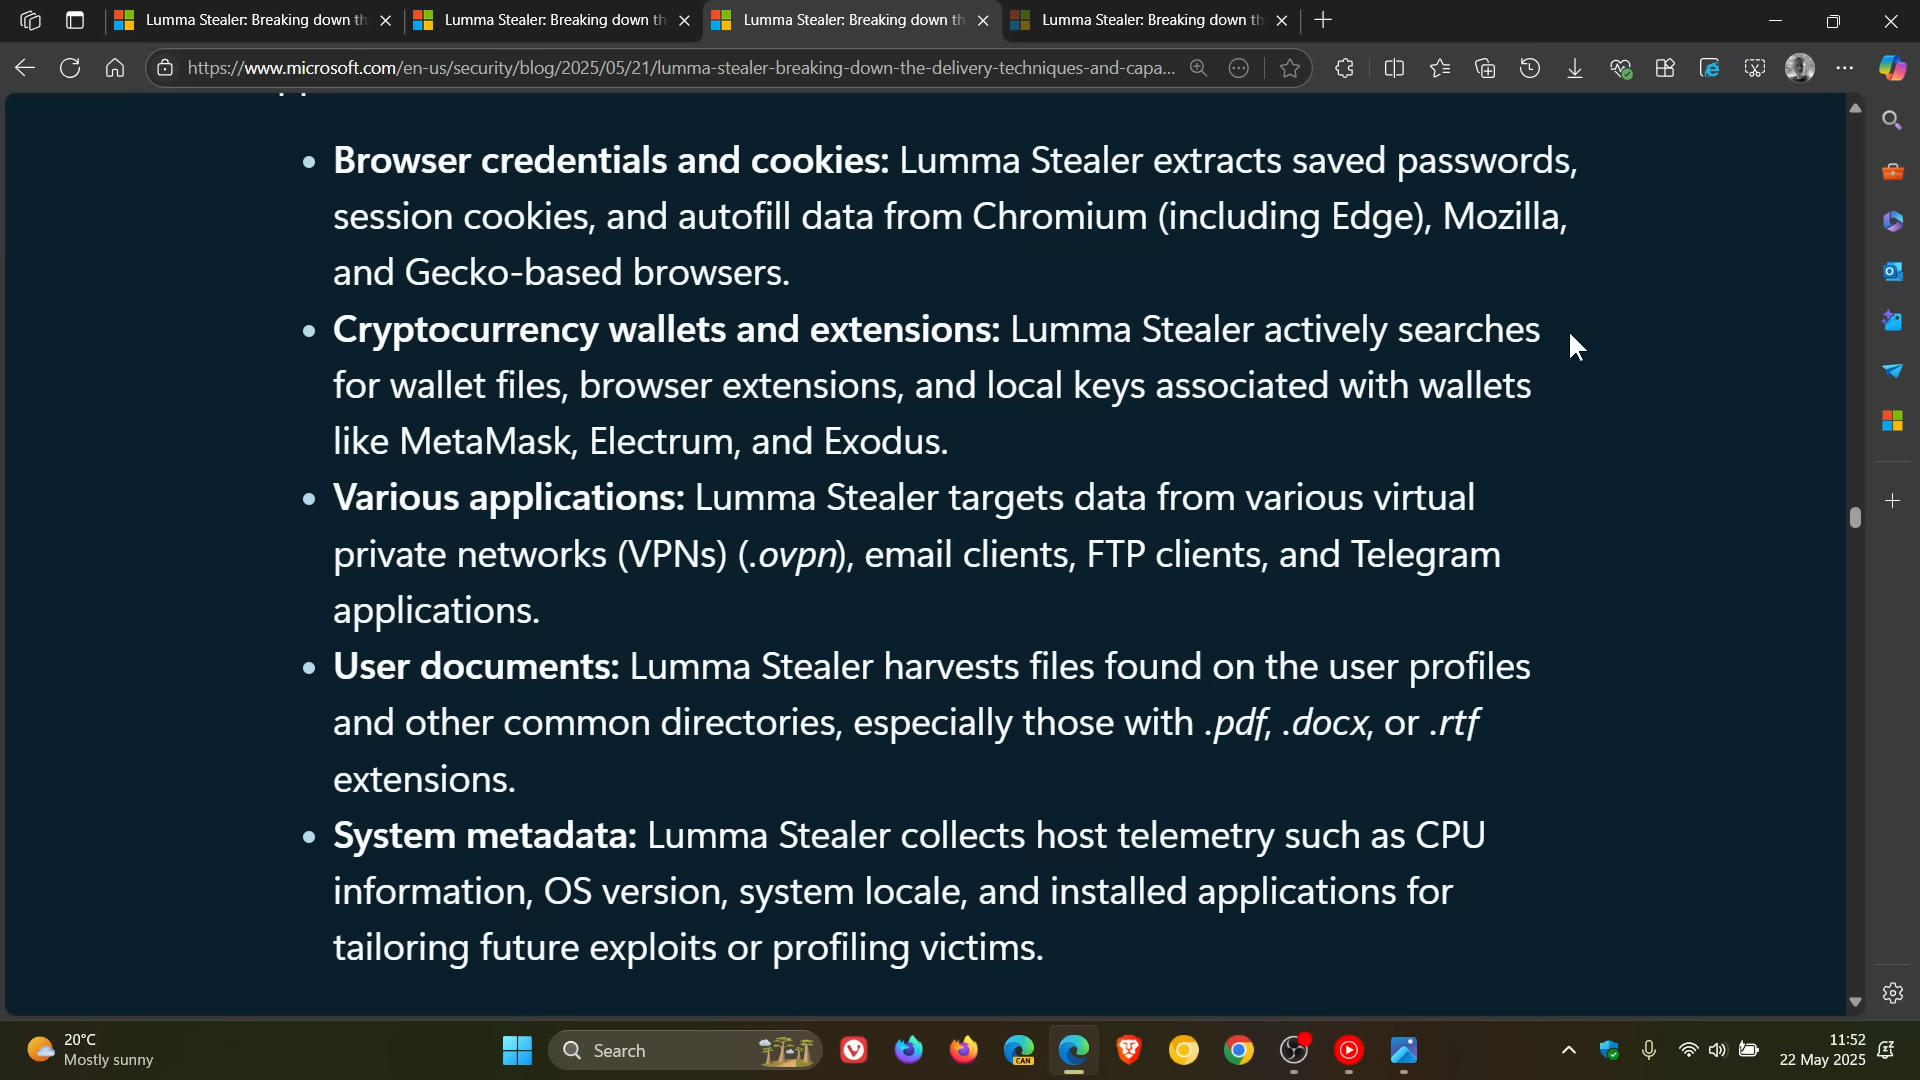 Lumma Stealer: Breaking down th
Lumma Stealer: Breaking down th
Lumma Stealer: Breaking down th
Lumma Stealer: Breaking down th
https://www.microsoft.com/en-us/security/blog/2025/05/21/lumma-stealer-breaking-down-the-delivery-techniques-and-capa...
• Browser credentials and cookies: Lumma Stealer extracts saved passwords,
session cookies, and autofill data from Chromium (including Edge), Mozilla,
and Gecko-based browsers.
• Cryptocurrency wallets and extensions: Lumma Stealer actively searches
for wallet files, browser extensions, and local keys associated with wallets
like MetaMask, Electrum, and Exodus.
• Various applications: Lumma Stealer targets data from various virtual
private networks (VPNs) (.ovpn), email clients, FTP clients, and Telegram
applications.
• User documents: Lumma Stealer harvests files found on the user profiles
and other common directories, especially those with .pdf, .docx, or .rtf
extensions.
• System metadata: Lumma Stealer collects host telemetry such as CPU
information, OS version, system locale, and installed applications for
tailoring future exploits or profiling victims.
20°C
Mostly sunny
Search
CAN
11:52
22 May 2025